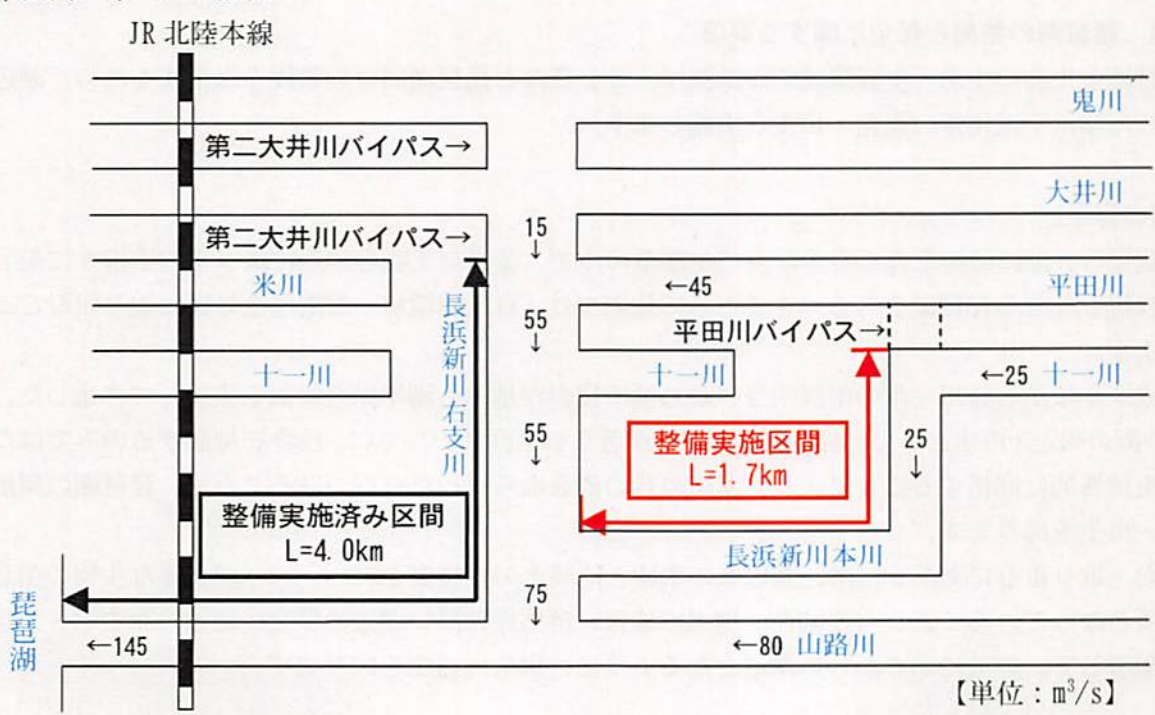 JR 北陸本線
鬼川
第二大井川バイパス→
大井川
第二大井川バイパス→
15
↓
米川
←45
平田川
長浜新川右支川
55
↓
平田川バイパス→
十一川
十一川
←25 十一川
55
↓
整備実施区間
L=1.7km
25
↓
整備実施済み区間
L=4.0km
長浜新川本川
琵琶湖
75
↓
←145
←80 山路川
【単位：m³/s】